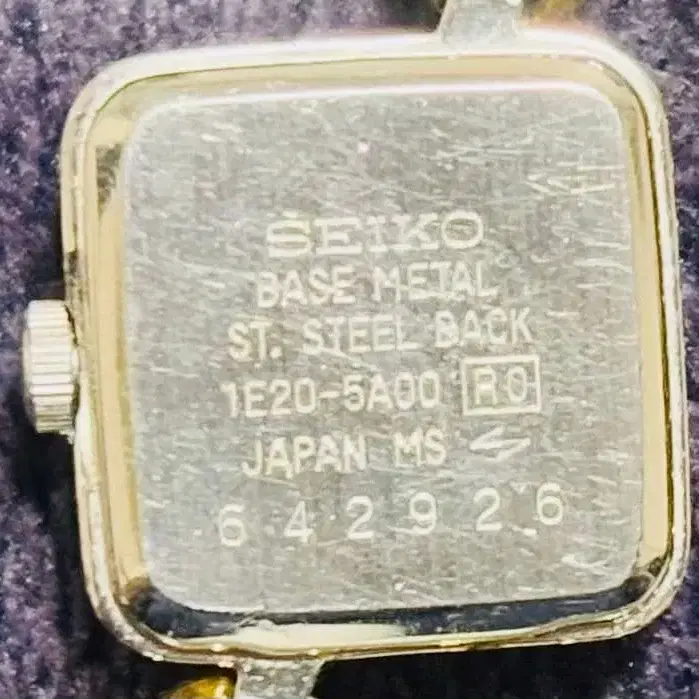 SEIKO
BASE METAL
ST. STEEL BACK
1E20-5A00 R0
JAPAN MS
642926